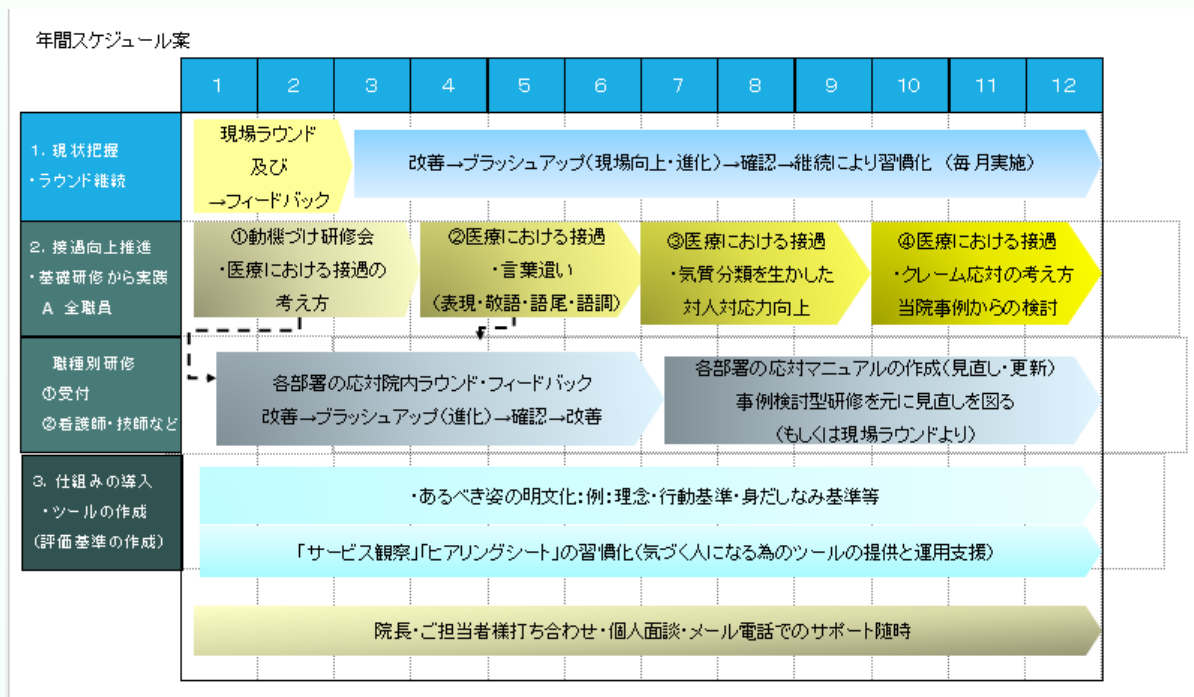 年間スケジュール案
1 2 3 4 5 6 7 8 9 10 11 12
1. 現状把握
・ラウンド継続
現場ラウンド
及び
→フィードバック
改善→ブラッシュアップ(現場向上・進化)→確認→継続により習慣化 (毎月実施)
2. 接遇向上推進
・基礎研修から実践
A 全職員
①動機づけ研修会
・医療における接遇の
考え方
②医療における接遇
・言葉遣い
(表現・敬語・語尾・語調)
③医療における接遇
・気質分類を生かした
対人対応力向上
④医療における接遇
・クレーム応対の考え方
当院事例からの検討
職種別研修
①受付
②看護師・技師など
各部署の応対院内ラウンド・フィードバック
改善→ブラッシュアップ(進化)→確認→改善
各部署の応対マニュアルの作成(見直し・更新)
事例検討型研修を元に見直しを図る
(もしくは現場ラウンドより)
3. 仕組みの導入
・ツールの作成
(評価基準の作成)
・あるべき姿の明文化:例:理念・行動基準・身だしなみ基準等
「サービス観察」「ヒアリングシート」の習慣化(気づく人になる為のツールの提供と運用支援)
院長・ご担当者様打ち合わせ・個人面談・メール電話でのサポート随時